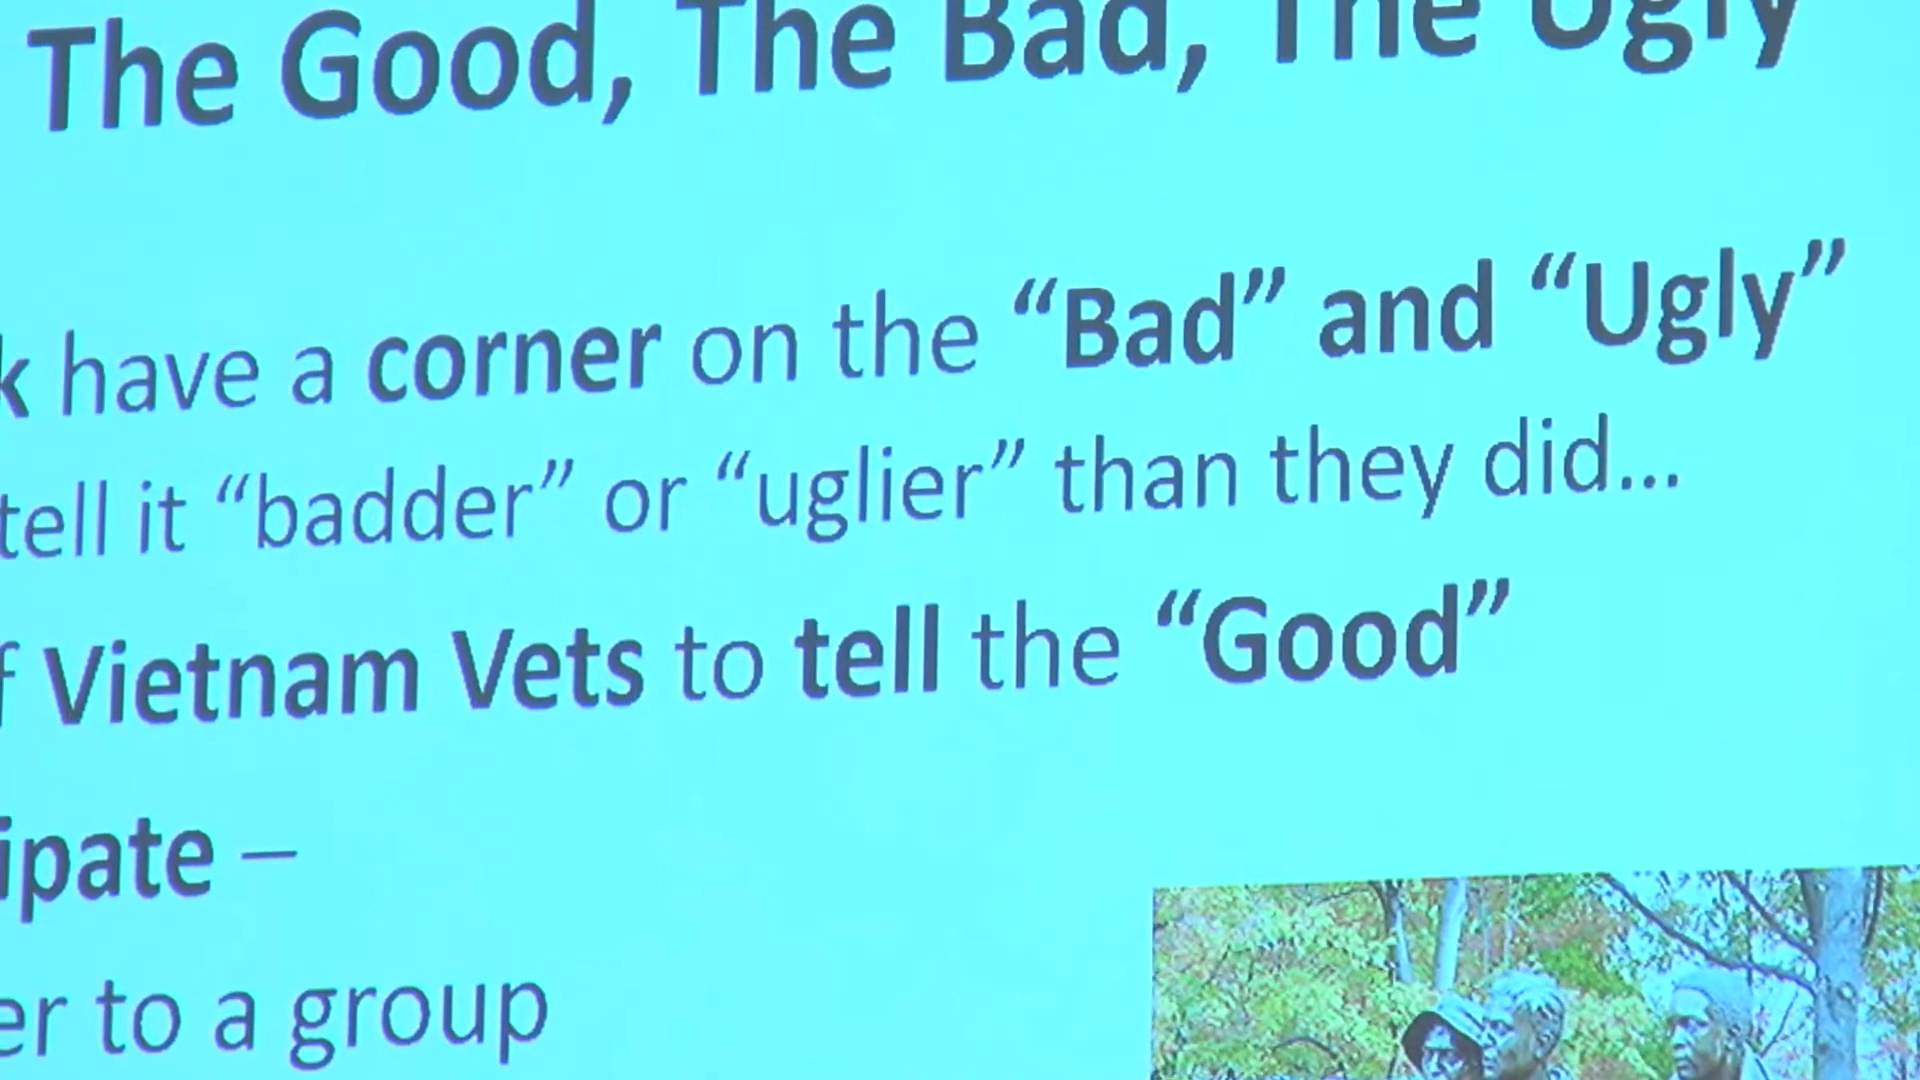 The Good, The Bad, The Ugly
k have a corner on the “Bad” and “Ugly”
tell it “badder” or “uglier” than they did...
f Vietnam Vets to tell the “Good”
ipate –
er to a group